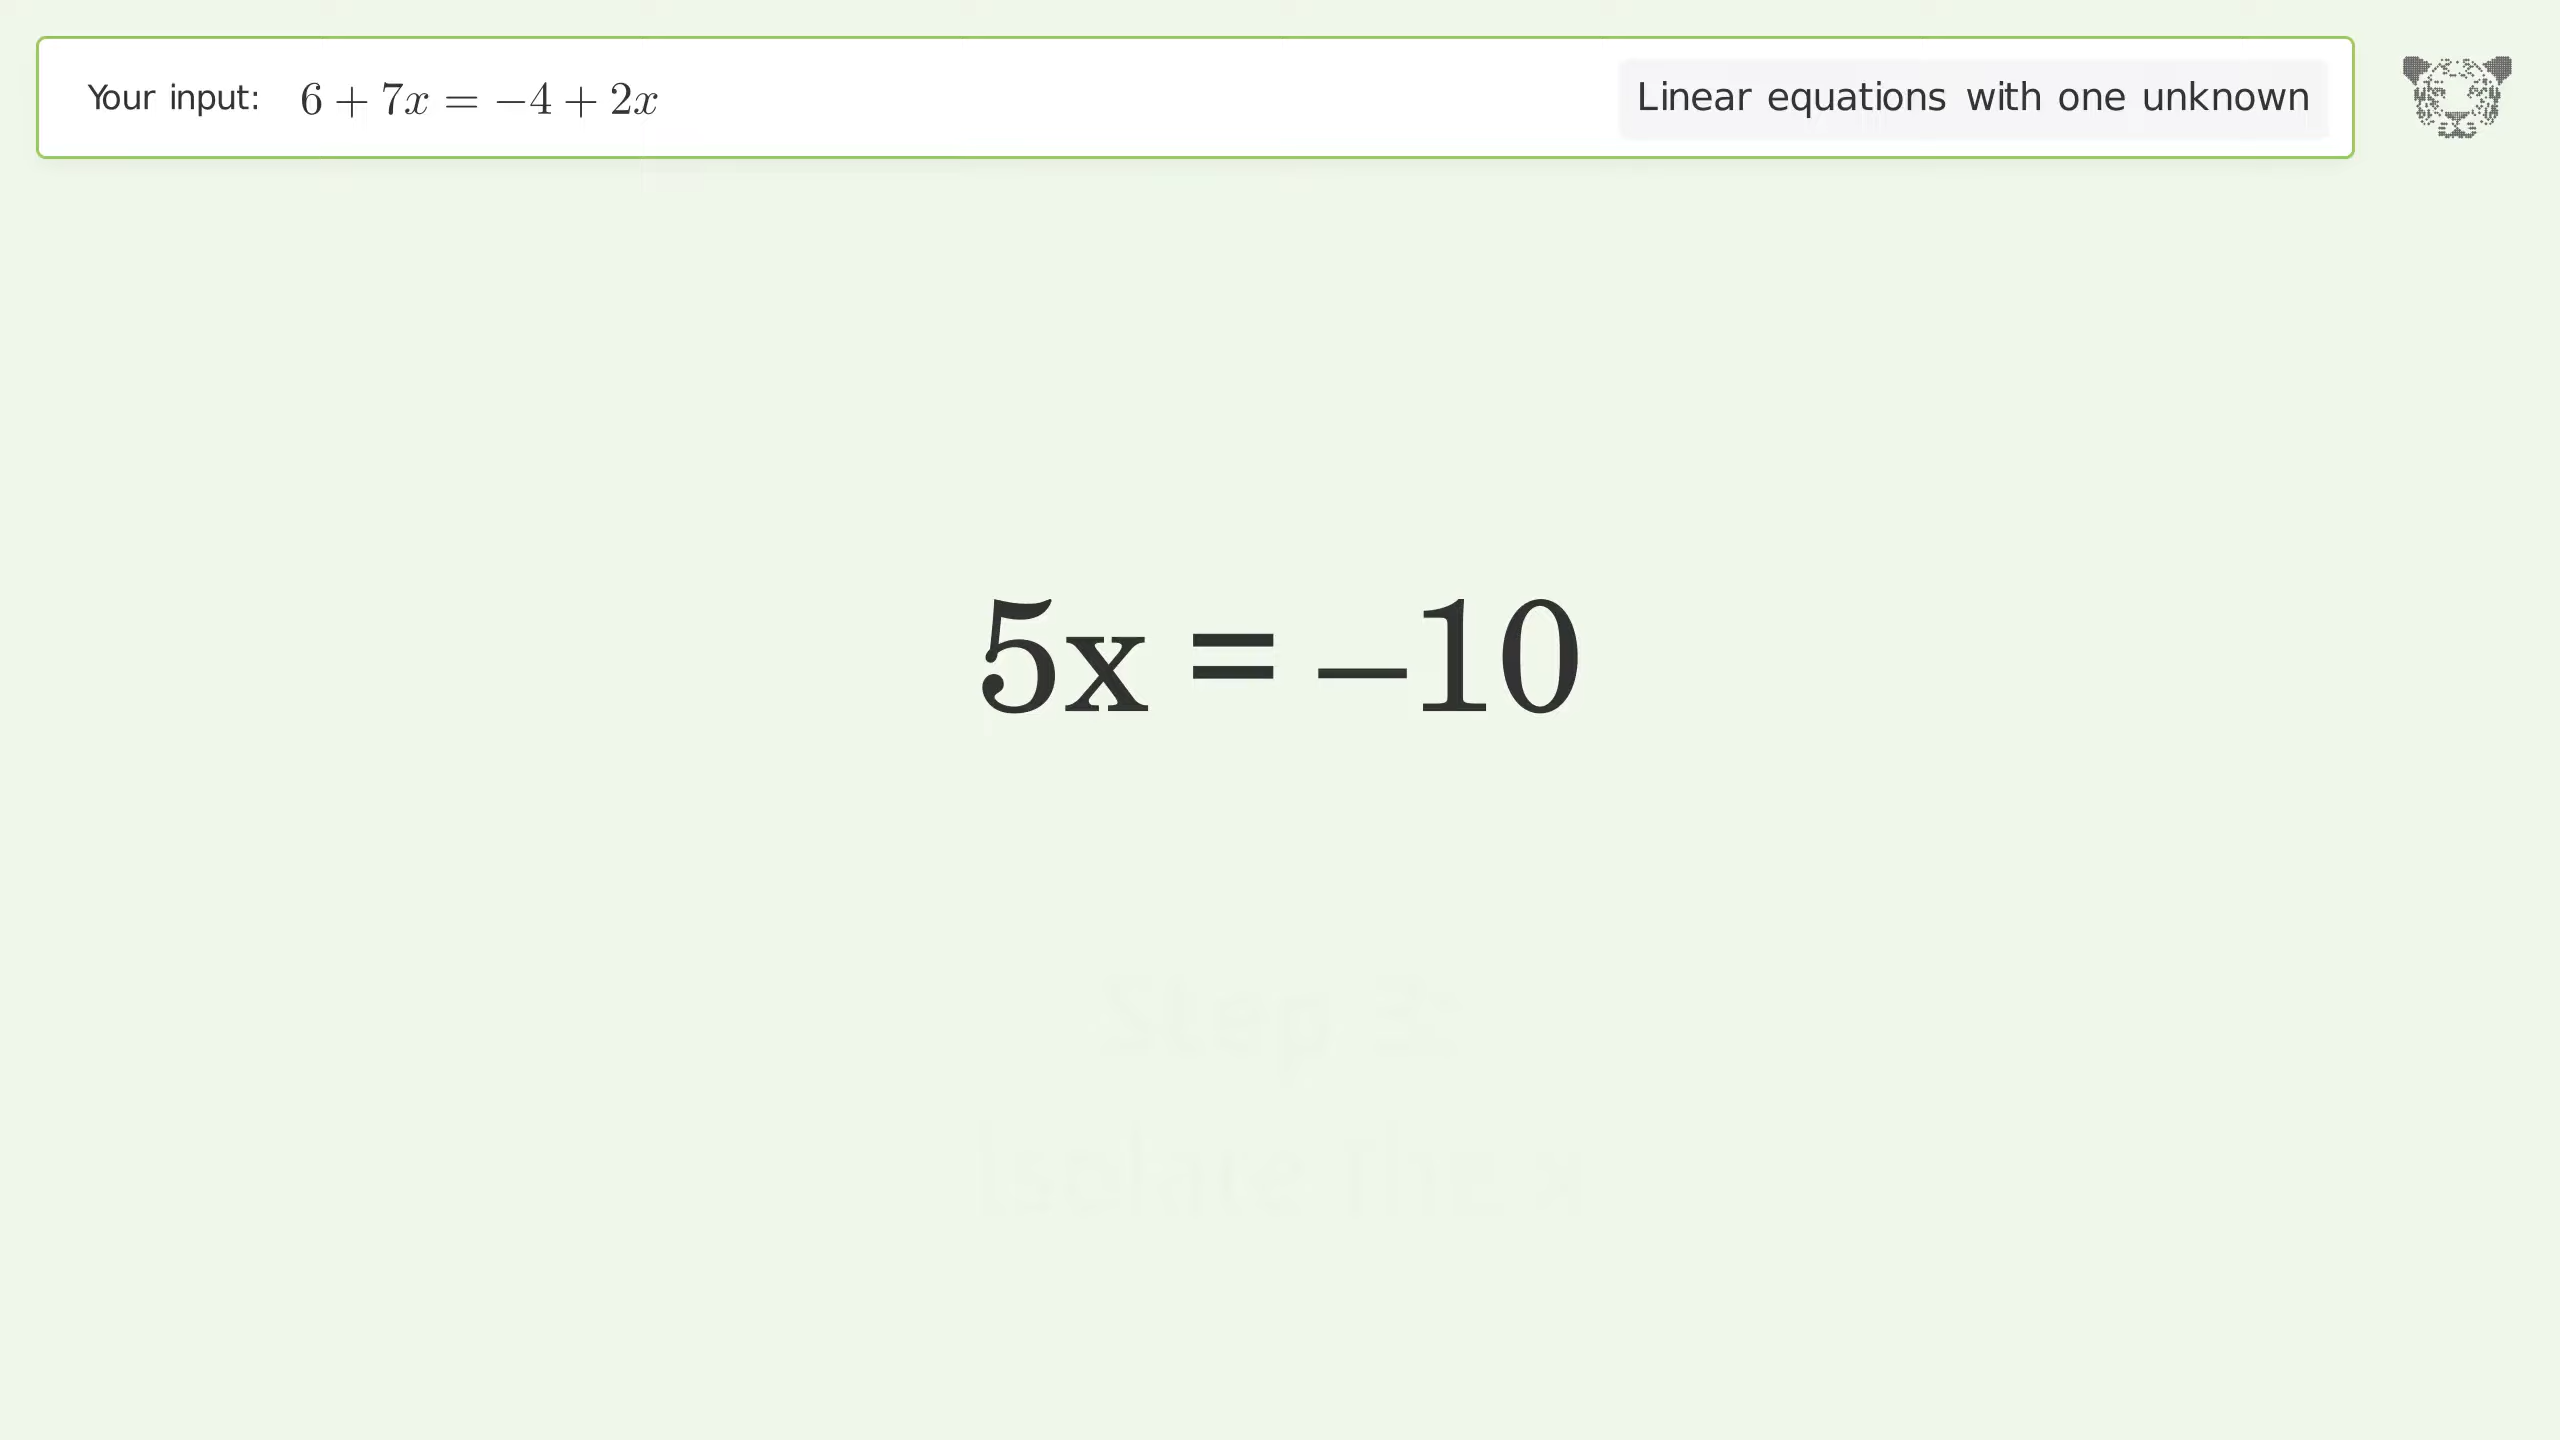 Your input: 6 + 7x = −4 + 2x
Linear equations with one unknown
5x = –10